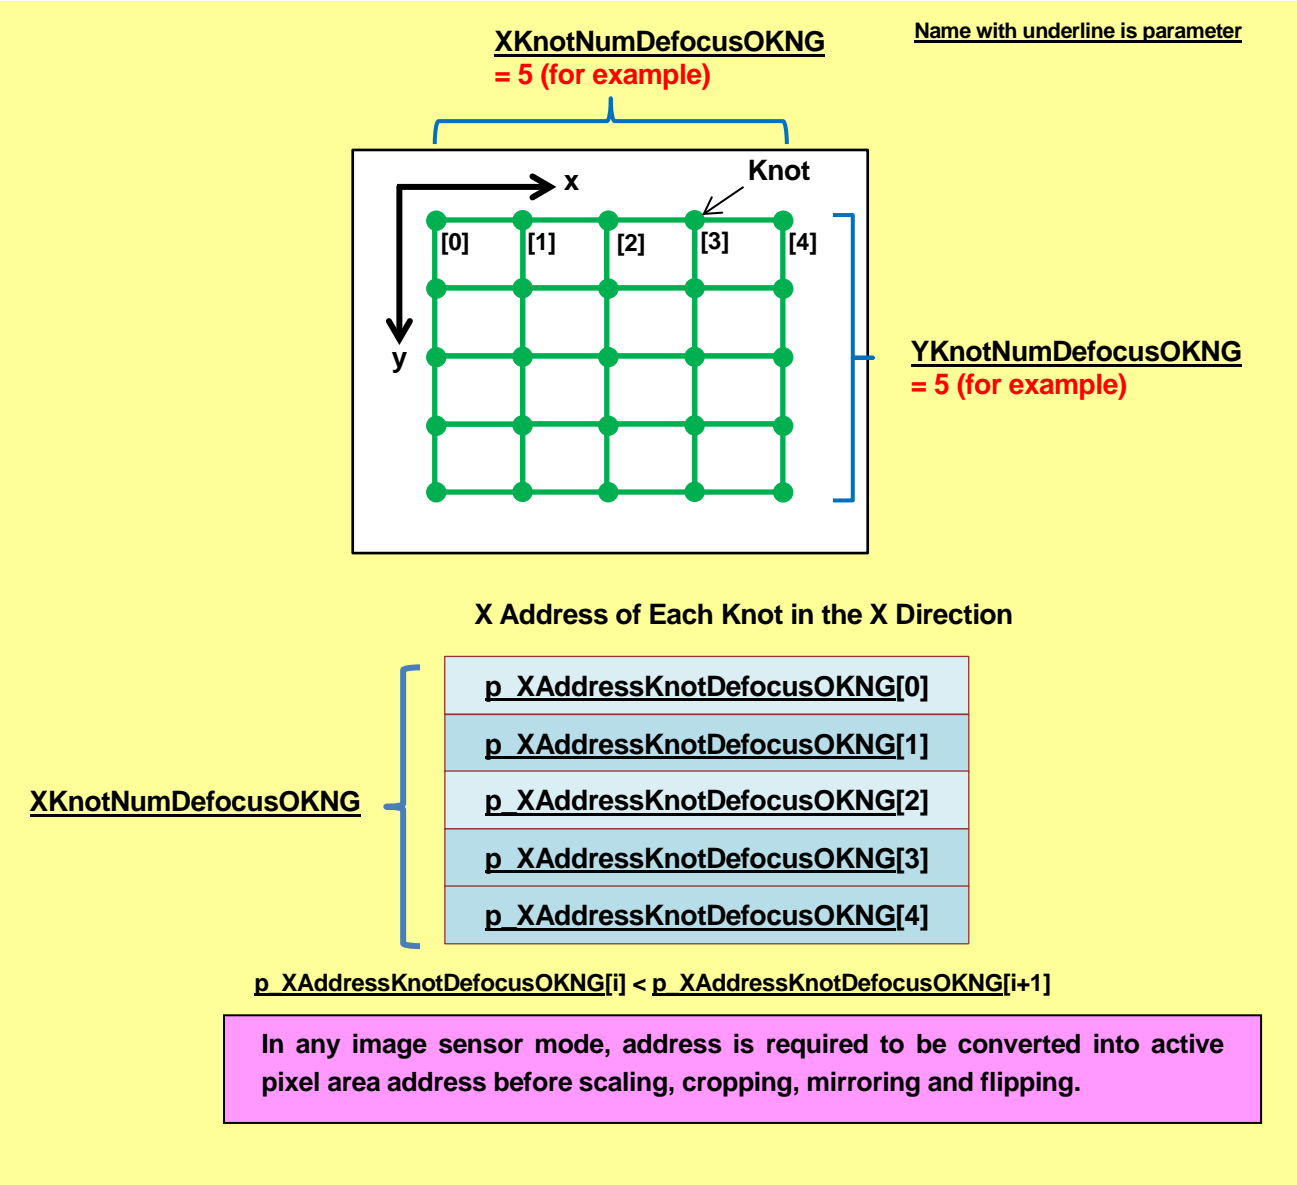 Name with underline is parameter
XKnotNumDefocusOKNG
= 5 (for example)
Knot
x
[0] [1] [2] [3] [4]
y
YKnotNumDefocusOKNG
= 5 (for example)
X Address of Each Knot in the X Direction
p_XAddressKnotDefocusOKNG[0]
p_XAddressKnotDefocusOKNG[1]
XKnotNumDefocusOKNG
p_XAddressKnotDefocusOKNG[2]
p_XAddressKnotDefocusOKNG[3]
p_XAddressKnotDefocusOKNG[4]
p_XAddressKnotDefocusOKNG[i] < p_XAddressKnotDefocusOKNG[i+1]
In any image sensor mode, address is required to be converted into active
pixel area address before scaling, cropping, mirroring and flipping.